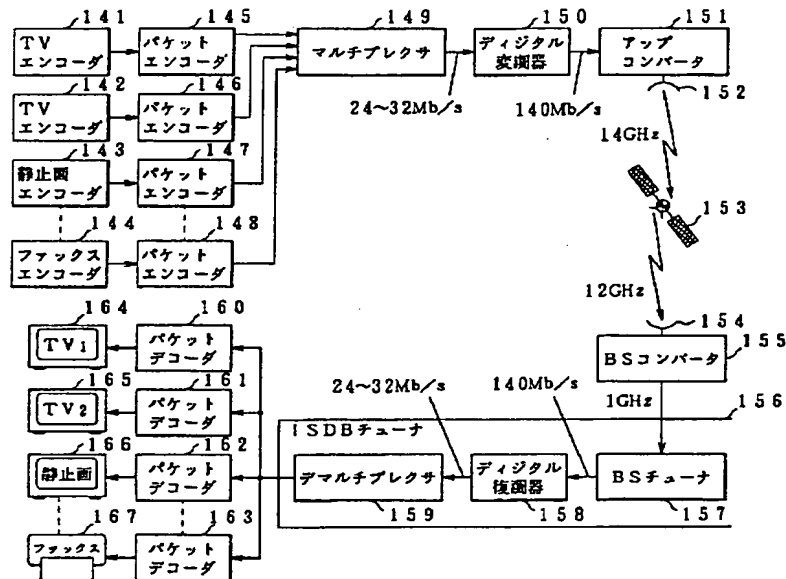 141
TV
エンコーダ
145
パケット
エンコーダ
142
TV
エンコーダ
146
パケット
エンコーダ
143
静止画
エンコーダ
147
パケット
エンコーダ
144
ファックス
エンコーダ
148
パケット
エンコーダ
149
マルチプレクサ
24~32Mb/s
150
ディジタル
変調器
140Mb/s
151
アップ
コンバータ
152
14GHz
153
12GHz
154
155
BSコンバータ
1GHz
156
ISDBチューナ
BSチューナ
157
140Mb/s
ディジタル
復調器
158
24~32Mb/s
デマルチプレクサ
159
160
パケット
デコーダ
164
TV1
161
パケット
デコーダ
165
TV2
162
パケット
デコーダ
166
静止画
163
パケット
デコーダ
167
ファックス